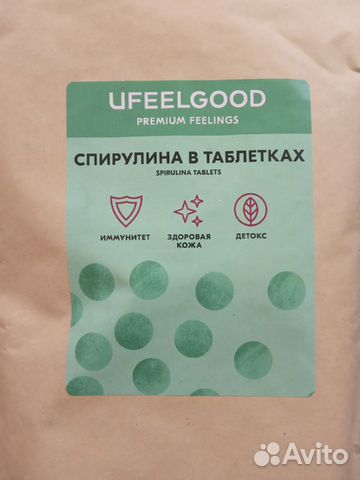 UFEELGOOD
PREMIUM FEELINGS
СПИРУЛИНА В ТАБЛЕТКАХ
SPIRULINA TABLETS
ИММУНИТЕТ
ЗДОРОВАЯ
КОЖА
ДЕТОКС
Avito